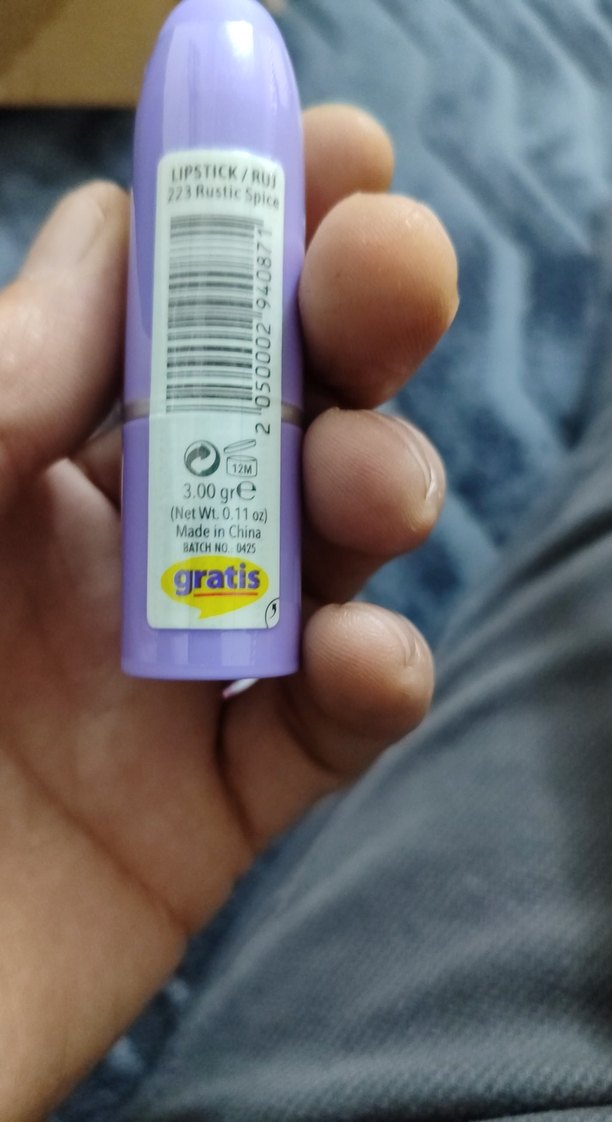 LIPSTICK / RUJ
223 Rustic Spice
2 050002 940871
12M
3.00 gr℮
(Net Wt. 0.11 oz)
Made in China
BATCH NO.: 0425
gratis